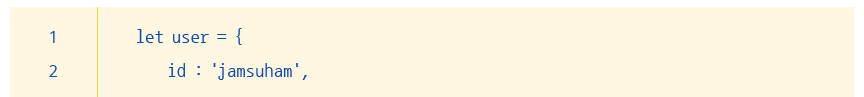 1 let user = {
2 id : 'jamsuham',